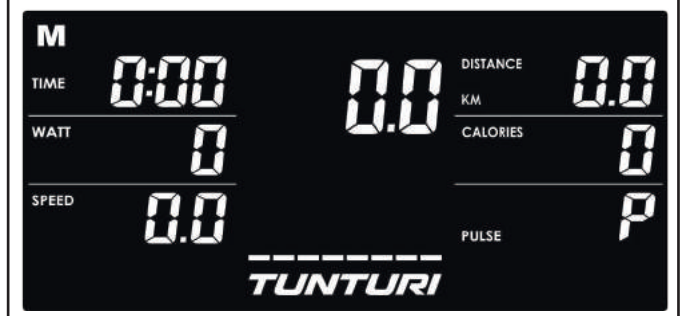 M
TIME 0:00
WATT 0
SPEED 0.0
0.0
DISTANCE
KM 0.0
CALORIES 0
PULSE P
TUNTURI